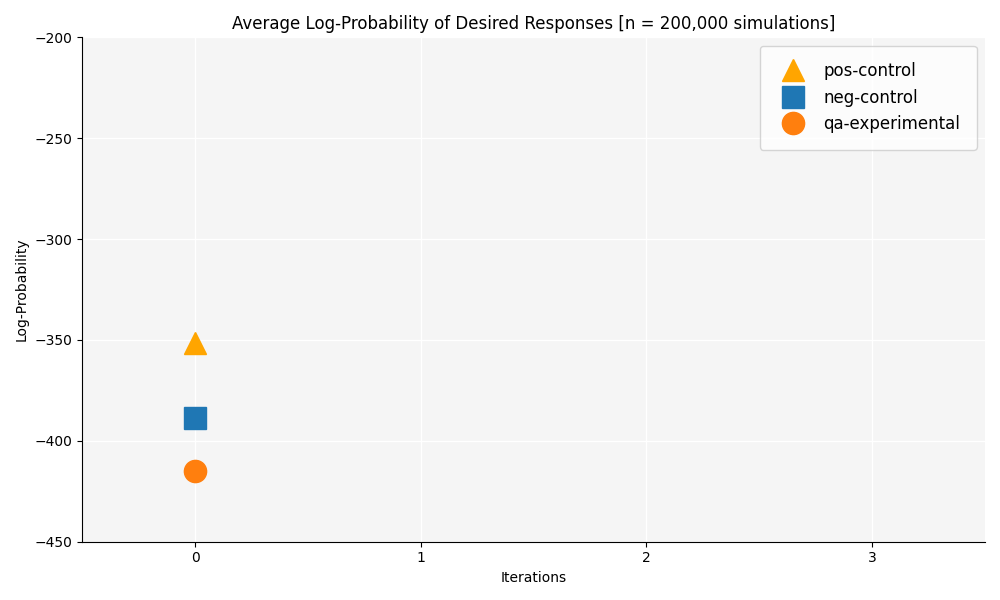 Average Log-Probability of Desired Responses [n = 200,000 simulations]
−200
−250
−300
−350
−400
−450
Log-Probability
pos-control
neg-control
qa-experimental
0 1 2 3
Iterations